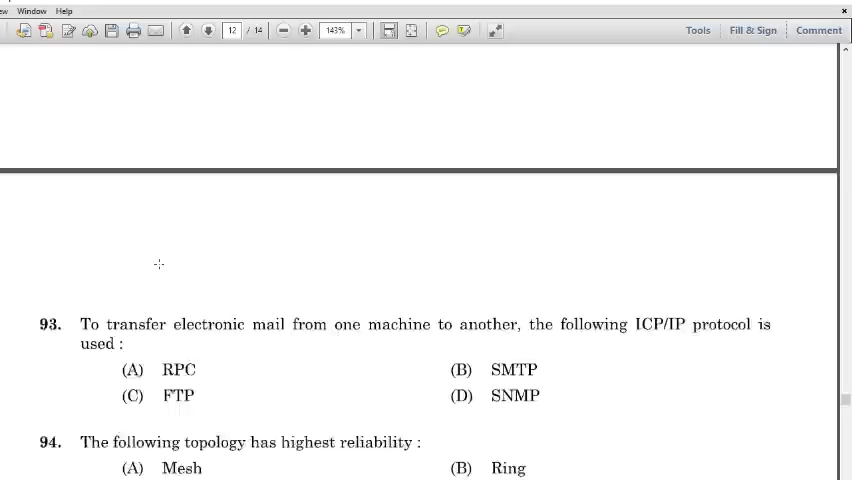 Window Help
12 / 14 143% Tools Fill & Sign Comment
93. To transfer electronic mail from one machine to another, the following ICP/IP protocol is
used :
(A) RPC (B) SMTP
(C) FTP (D) SNMP
94. The following topology has highest reliability :
(A) Mesh (B) Ring